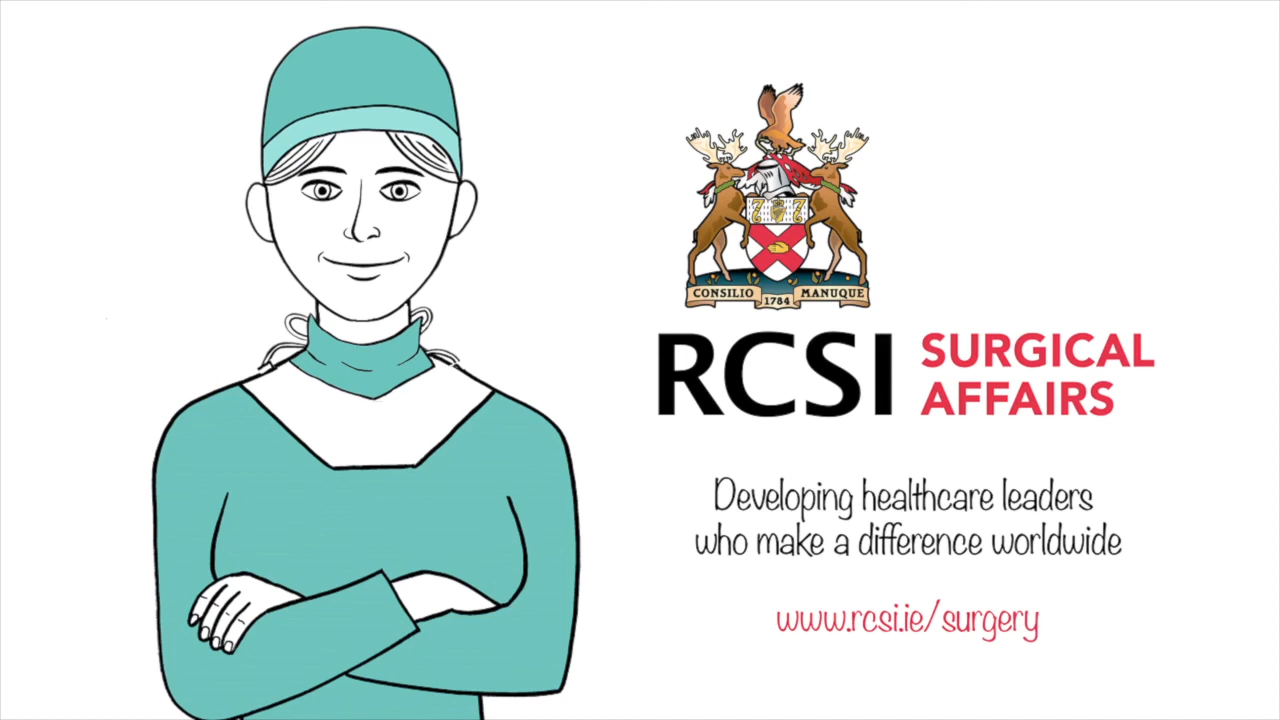 CONSILIO 1784 MANUQUE
RCSI SURGICAL
AFFAIRS
Developing healthcare leaders
who make a difference worldwide
www.rcsi.ie/surgery